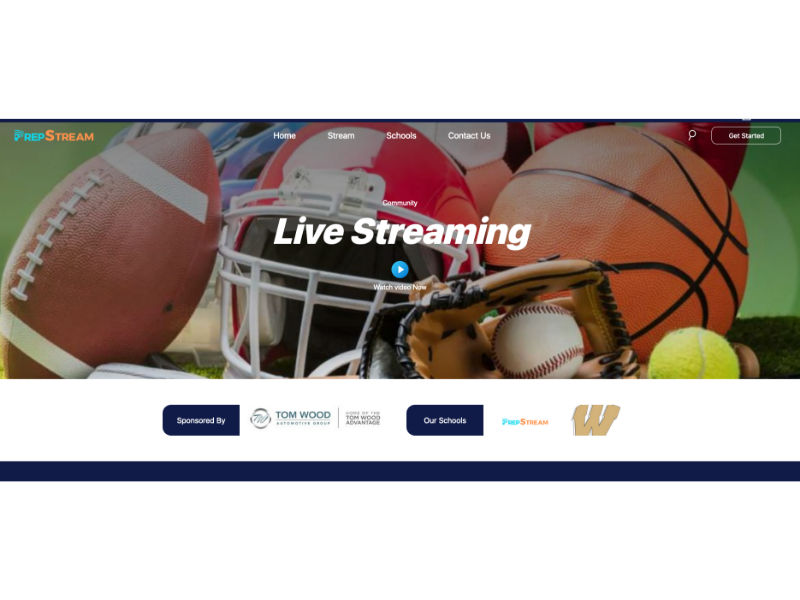 PREPSTREAM
Home
Stream
Schools
Contact Us
Get Started
Community
Live Streaming
Watch video Now
Sponsored By
TOM WOOD
AUTOMOTIVE GROUP
HOME OF THE
TOM WOOD
ADVANTAGE
Our Schools
PREPSTREAM
W